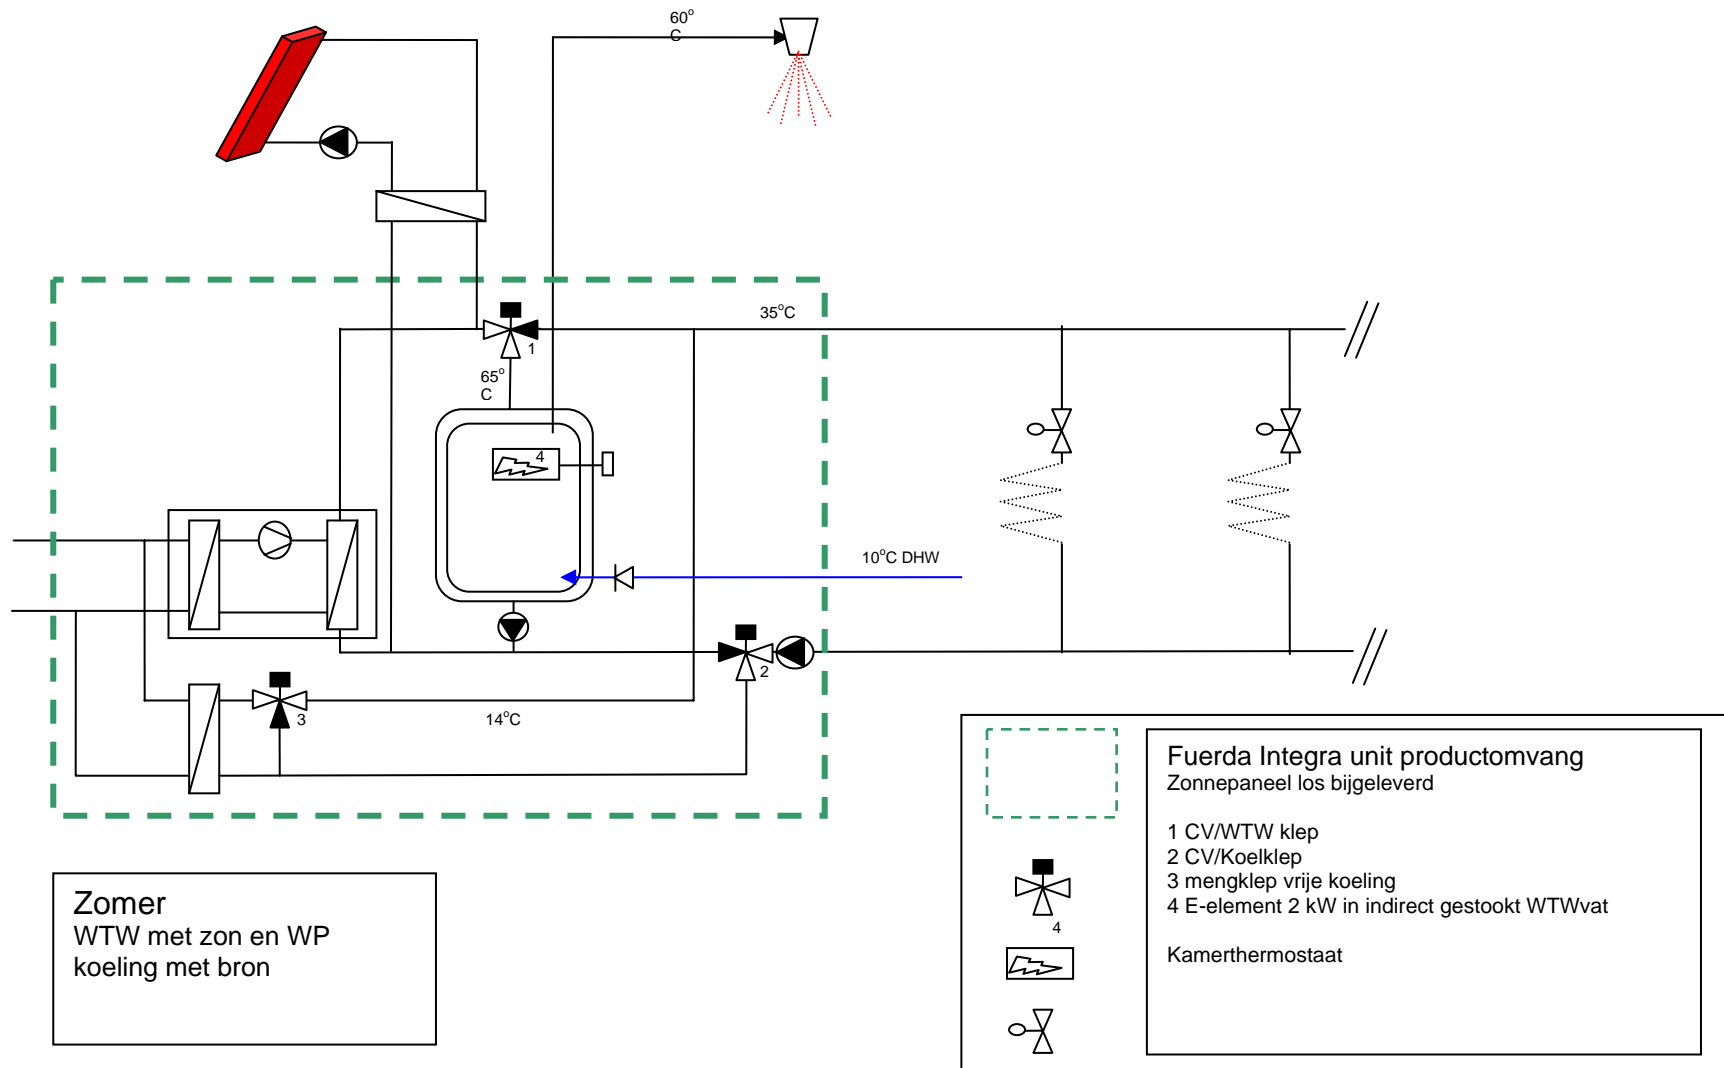 60°
C
35°C
1
65°
C
4
10°C DHW
2
3
14°C
Fuerda Integra unit productomvang
Zonnepaneel los bijgeleverd
1 CV/WTW klep
2 CV/Koelklep
3 mengklep vrije koeling
4 E-element 2 kW in indirect gestookt WTWvat
4
Kamerthermostaat
Zomer
WTW met zon en WP
koeling met bron